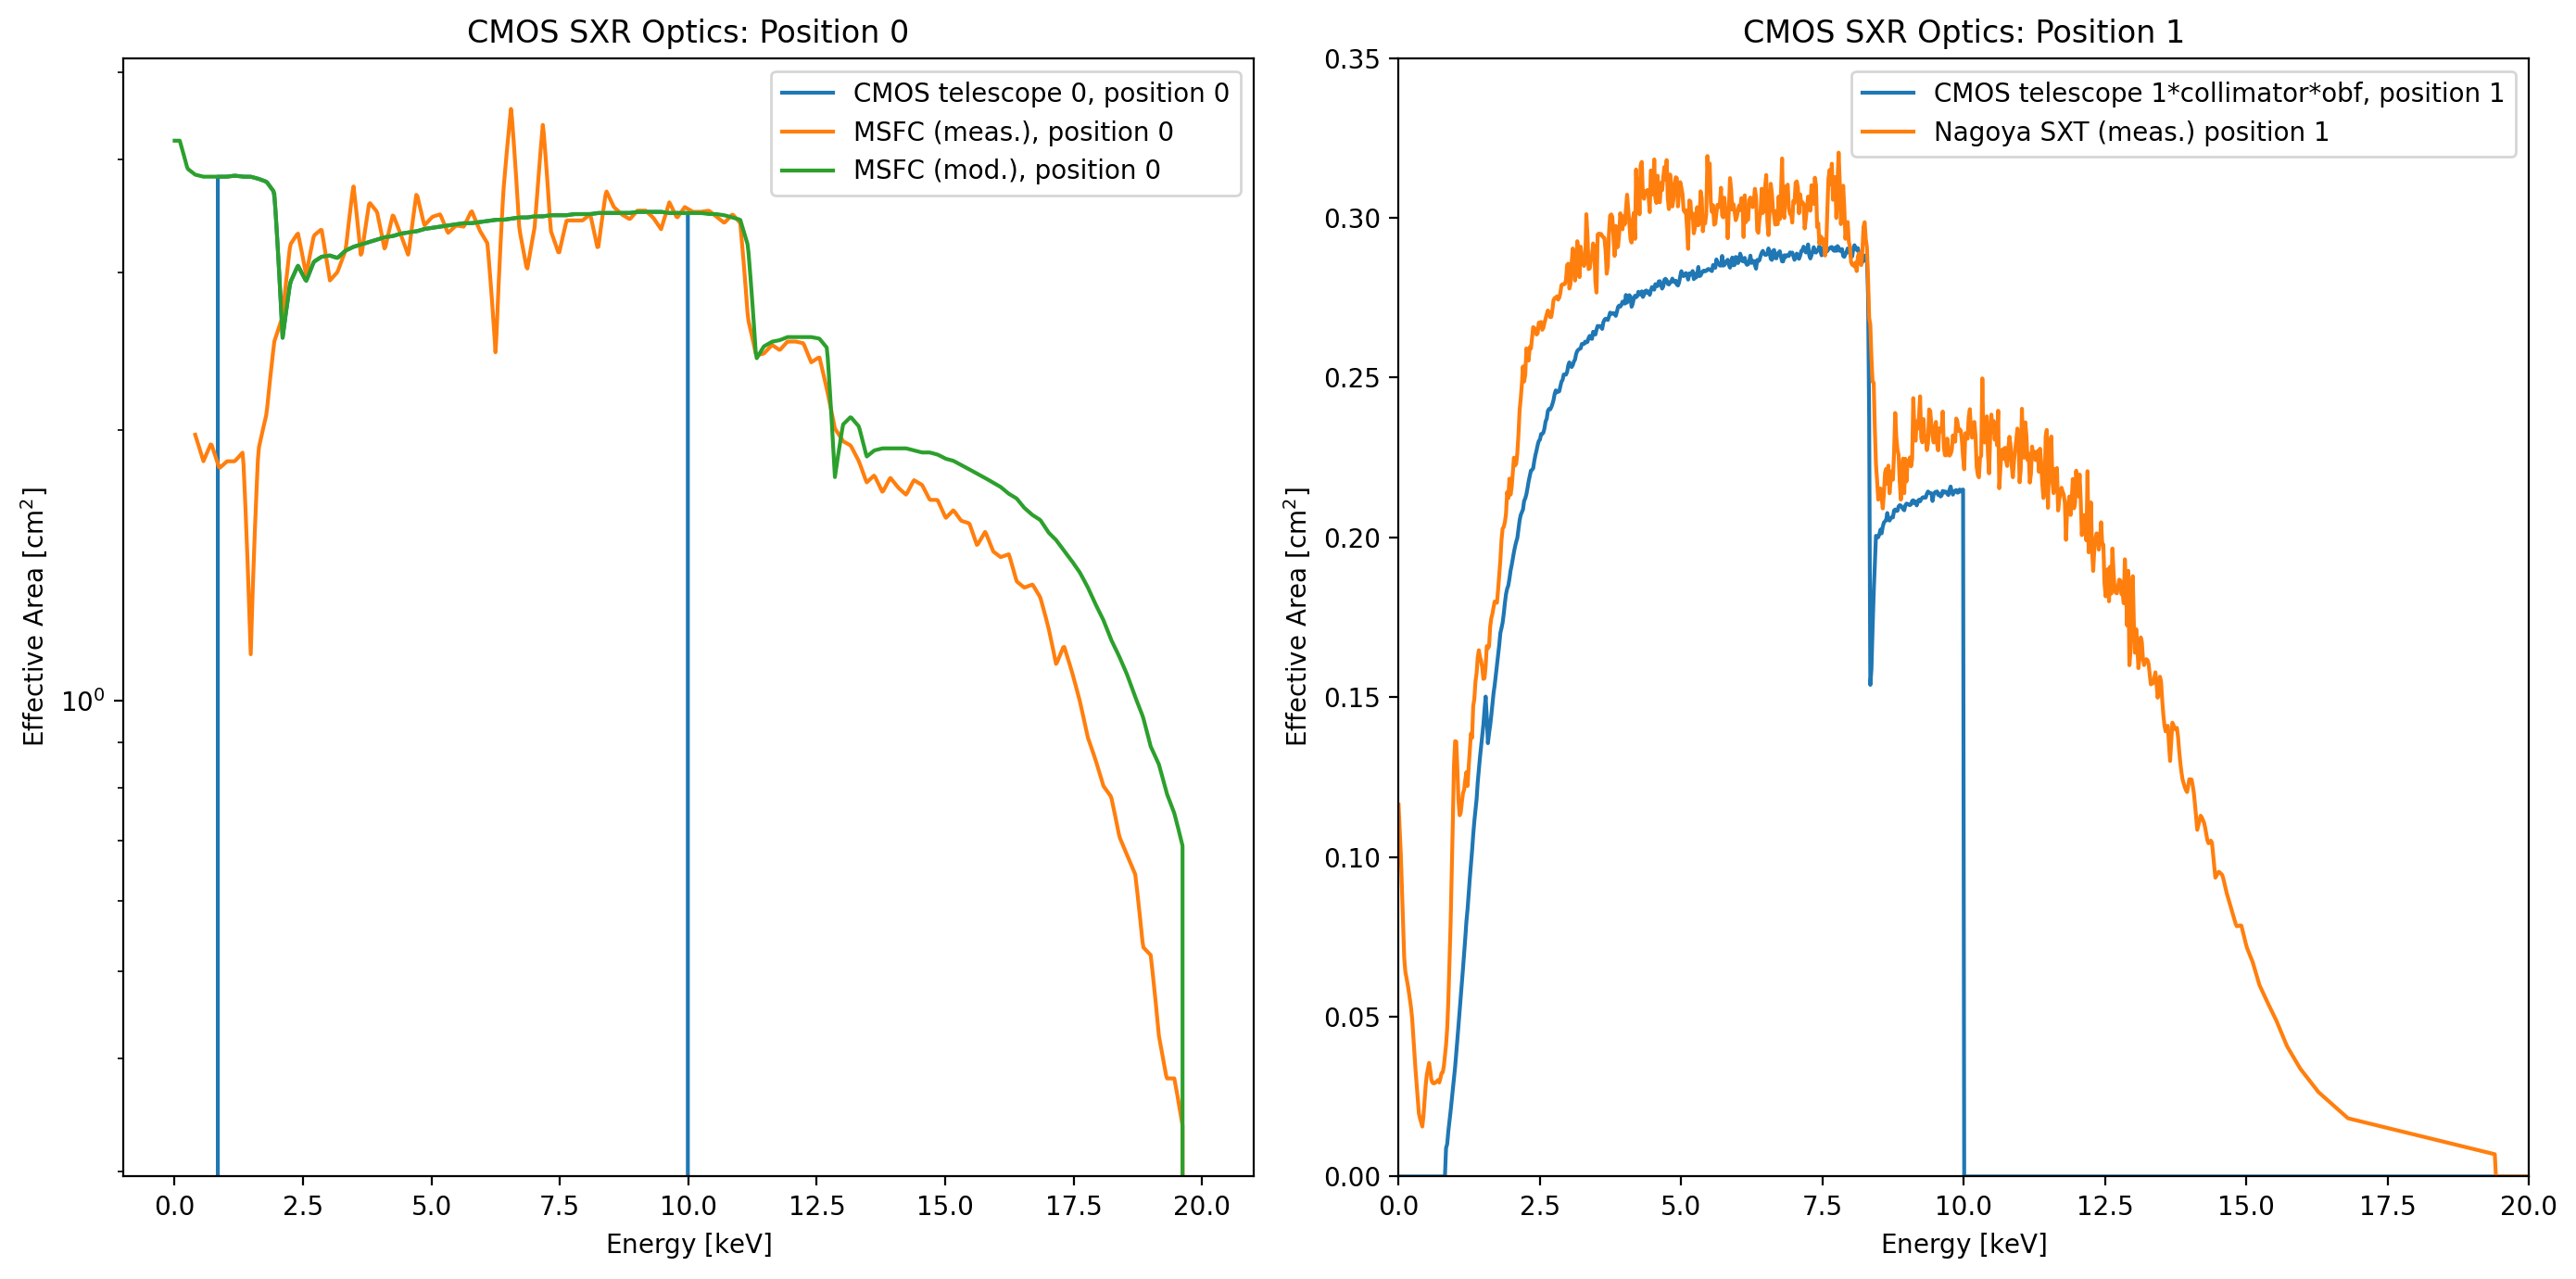 CMOS SXR Optics: Position 0
CMOS telescope 0, position 0
MSFC (meas.), position 0
MSFC (mod.), position 0
Effective Area [cm²]
10⁰
0.0 2.5 5.0 7.5 10.0 12.5 15.0 17.5 20.0
Energy [keV]
CMOS SXR Optics: Position 1
CMOS telescope 1*collimator*obf, position 1
Nagoya SXT (meas.) position 1
Effective Area [cm²]
0.35
0.30
0.25
0.20
0.15
0.10
0.05
0.00
0.0 2.5 5.0 7.5 10.0 12.5 15.0 17.5 20.0
Energy [keV]